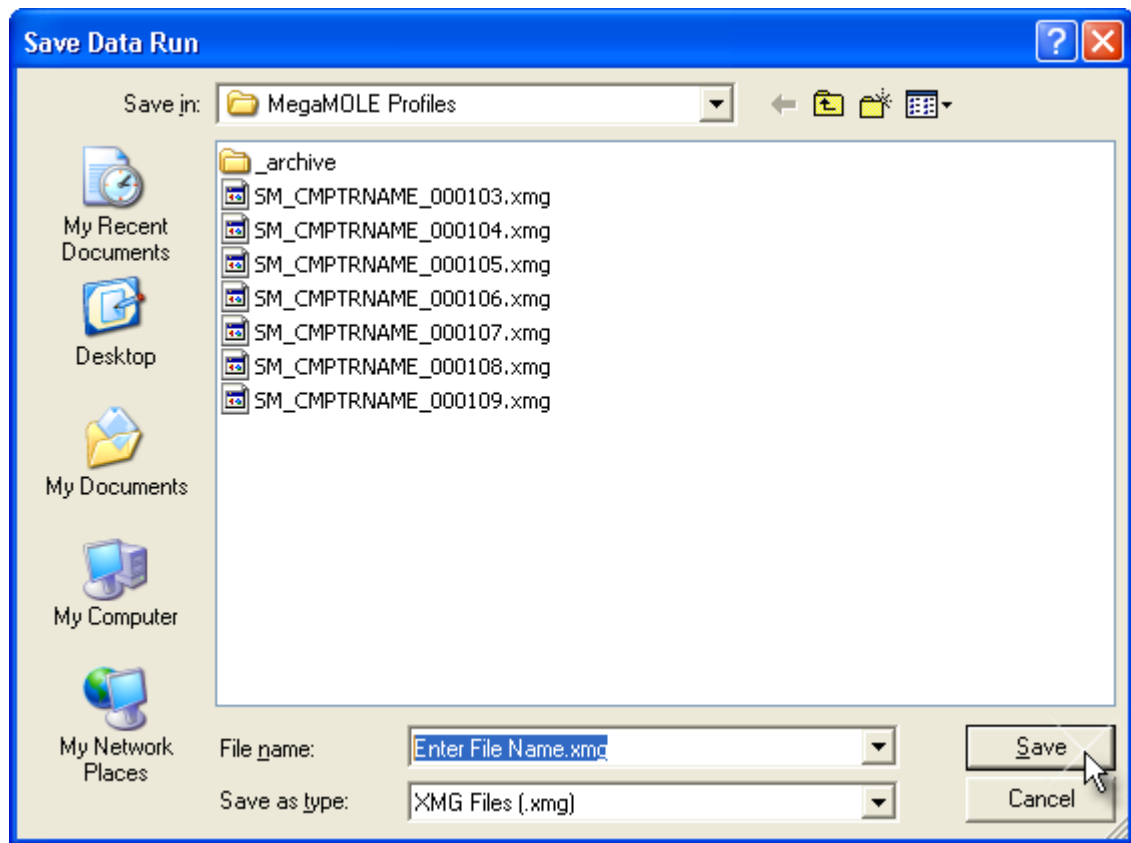 Save Data Run
Save in: MegaMOLE Profiles
_archive
SM_CMPTRNAME_000103.xmg
SM_CMPTRNAME_000104.xmg
SM_CMPTRNAME_000105.xmg
SM_CMPTRNAME_000106.xmg
SM_CMPTRNAME_000107.xmg
SM_CMPTRNAME_000108.xmg
SM_CMPTRNAME_000109.xmg
My Recent
Documents
Desktop
My Documents
My Computer
My Network
Places
File name: Enter File Name.xmg Save
Save as type: XMG Files (.xmg) Cancel